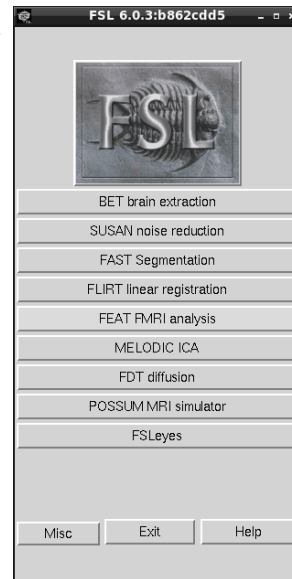 FSL 6.0.3:b862cdd5
FSL
BET brain extraction
SUSAN noise reduction
FAST Segmentation
FLIRT linear registration
FEAT FMRI analysis
MELODIC ICA
FDT diffusion
POSSUM MRI simulator
FSLeyes
Misc Exit Help